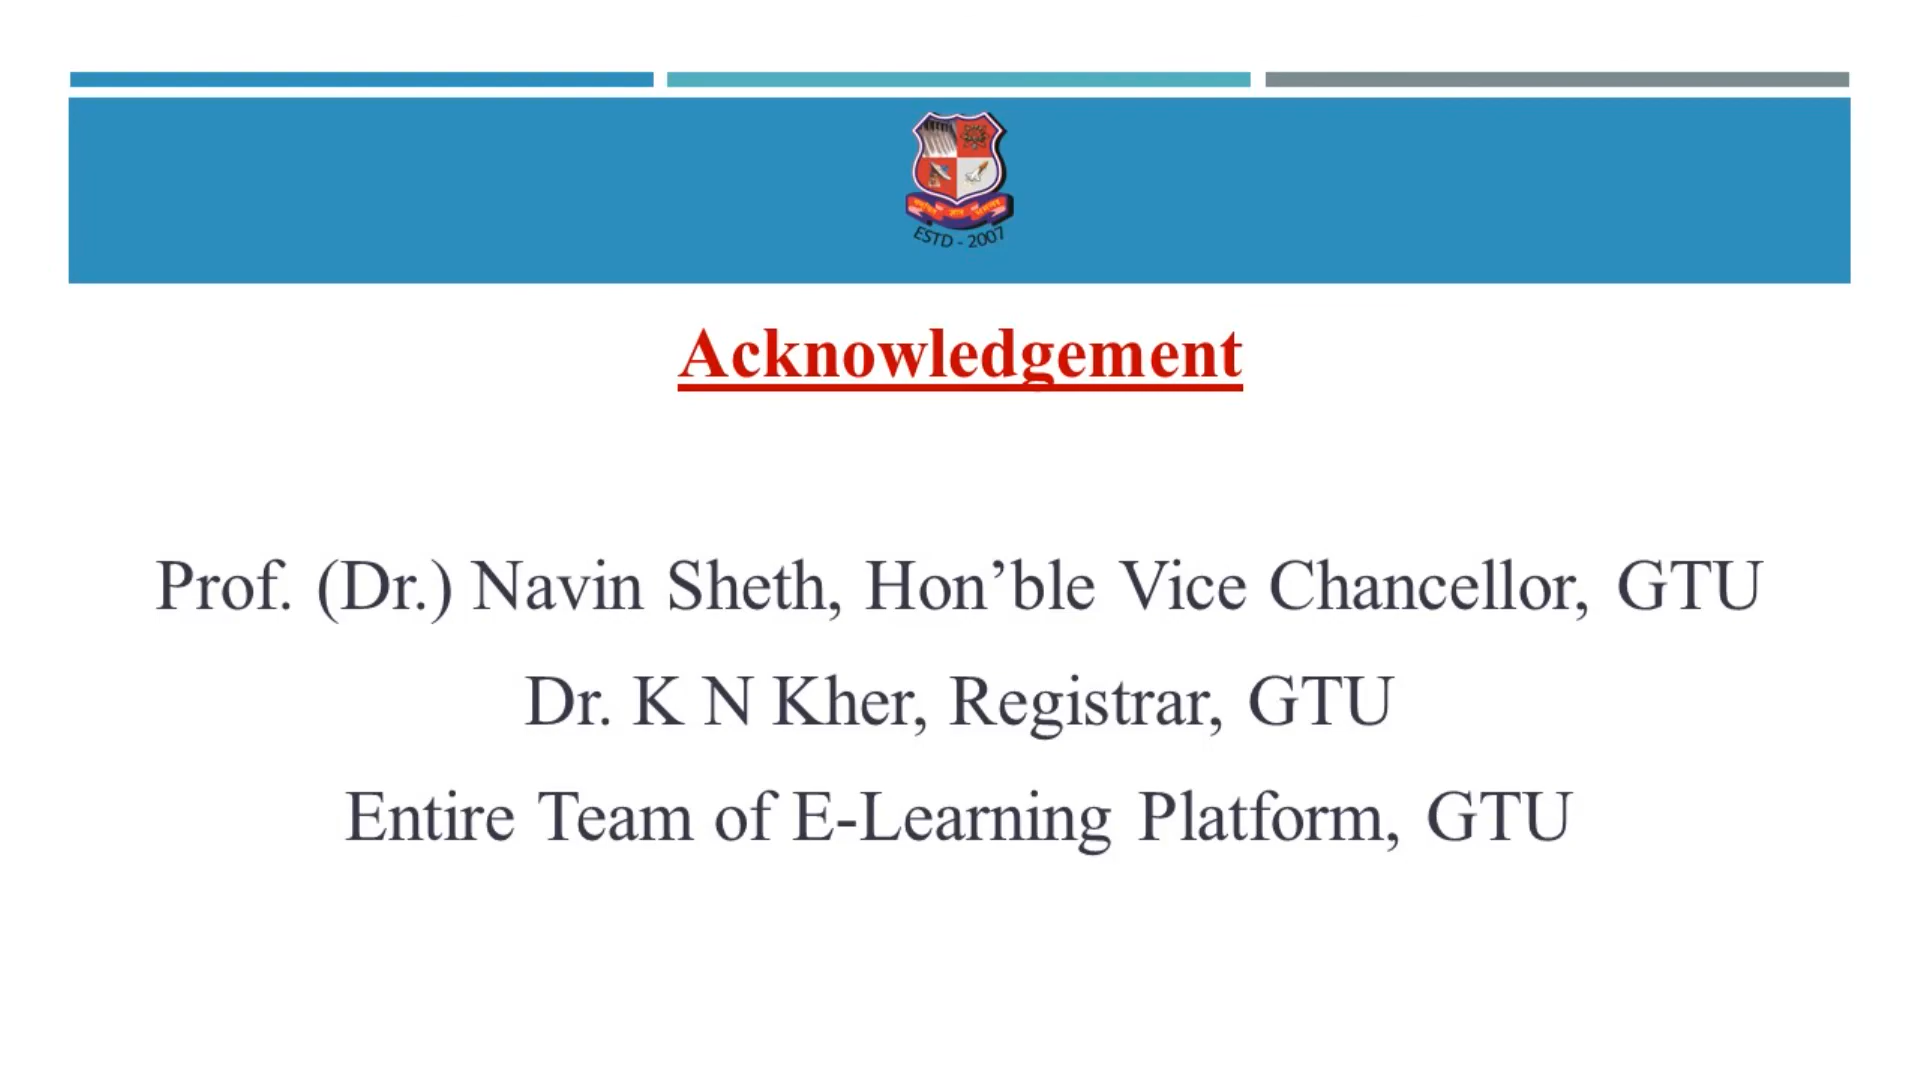 ESTD - 2007
Acknowledgement
Prof. (Dr.) Navin Sheth, Hon’ble Vice Chancellor, GTU
Dr. K N Kher, Registrar, GTU
Entire Team of E-Learning Platform, GTU